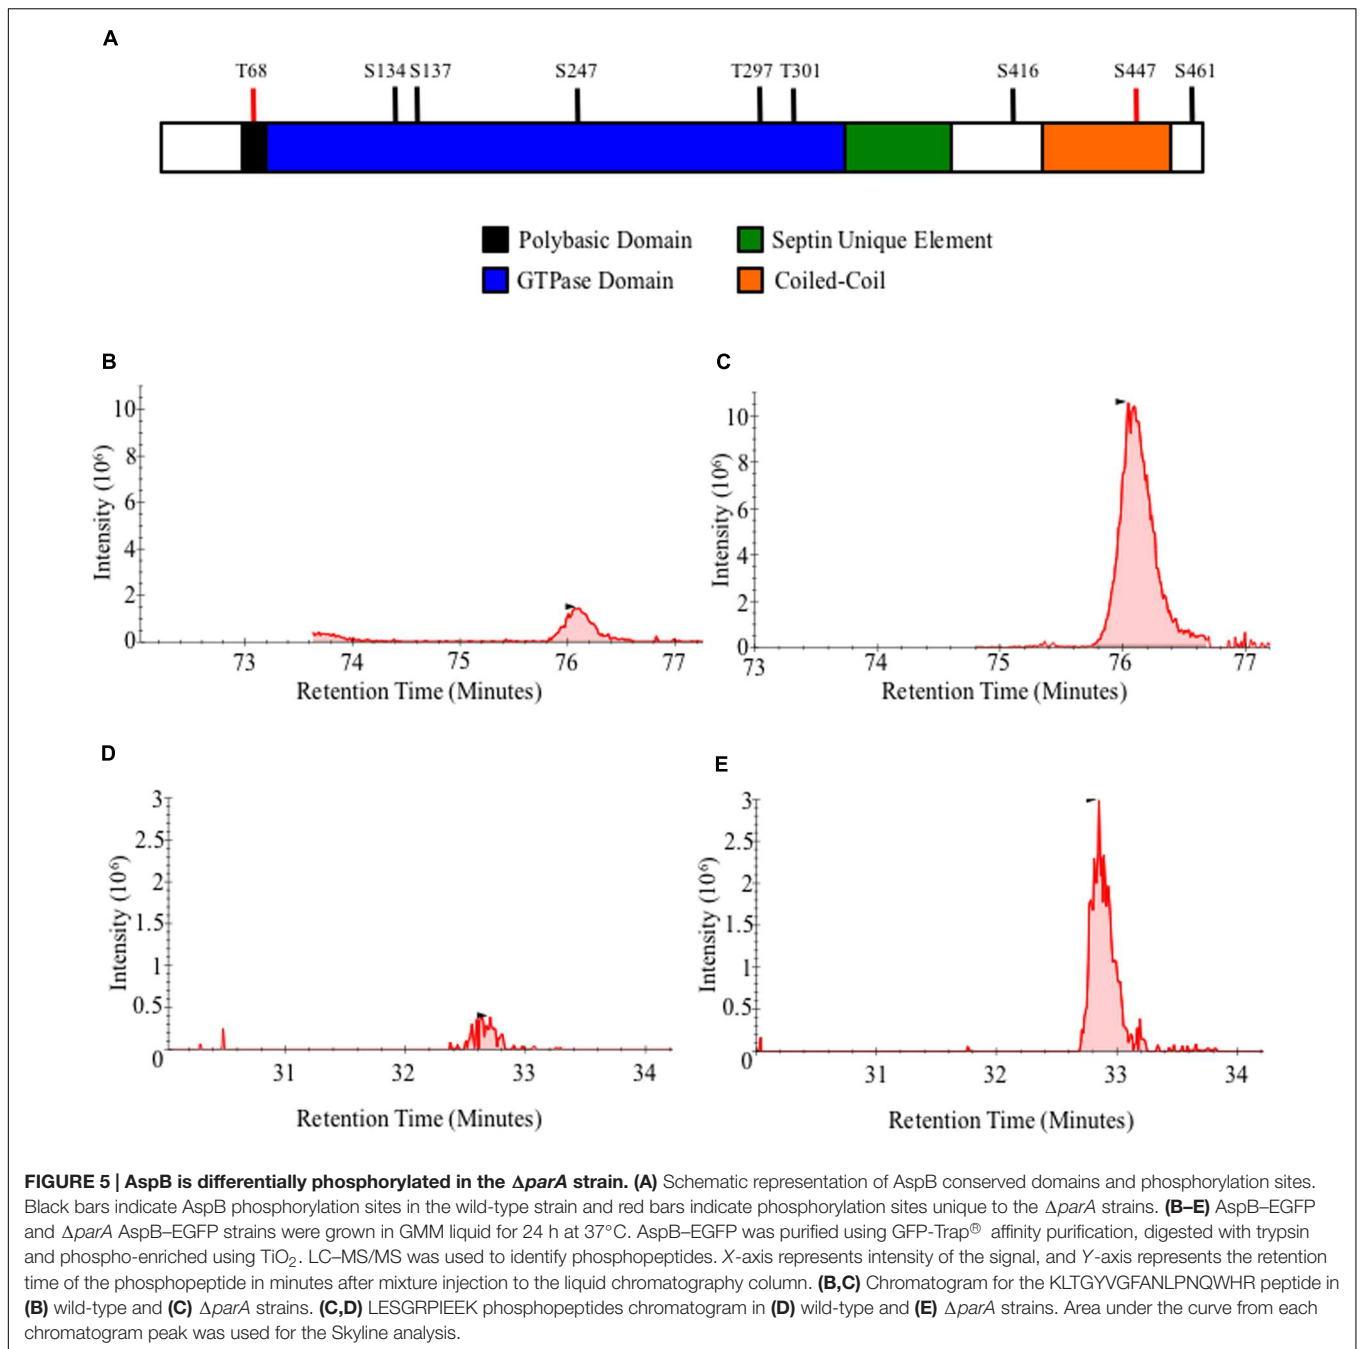 A
T68 S134 S137 S247 T297 T301 S416 S447 S461
Polybasic Domain Septin Unique Element
GTPase Domain Coiled-Coil
B
Intensity (10⁶)
10
8
6
4
2
0
73 74 75 76 77
Retention Time (Minutes)
C
Intensity (10⁶)
10
8
6
4
2
0
73 74 75 76 77
Retention Time (Minutes)
D
Intensity (10⁶)
3
2.5
2
1.5
1
0.5
0
31 32 33 34
Retention Time (Minutes)
E
Intensity (10⁶)
3
2.5
2
1.5
1
0.5
0
31 32 33 34
Retention Time (Minutes)
FIGURE 5 | AspB is differentially phosphorylated in the ΔparA strain. (A) Schematic representation of AspB conserved domains and phosphorylation sites.
Black bars indicate AspB phosphorylation sites in the wild-type strain and red bars indicate phosphorylation sites unique to the ΔparA strains. (B–E) AspB–EGFP
and ΔparA AspB–EGFP strains were grown in GMM liquid for 24 h at 37°C. AspB–EGFP was purified using GFP-Trap® affinity purification, digested with trypsin
and phospho-enriched using TiO₂. LC–MS/MS was used to identify phosphopeptides. X-axis represents intensity of the signal, and Y-axis represents the retention
time of the phosphopeptide in minutes after mixture injection to the liquid chromatography column. (B,C) Chromatogram for the KLTGYVGFANLPNQWHR peptide in
(B) wild-type and (C) ΔparA strains. (C,D) LESGRPIEEK phosphopeptides chromatogram in (D) wild-type and (E) ΔparA strains. Area under the curve from each
chromatogram peak was used for the Skyline analysis.